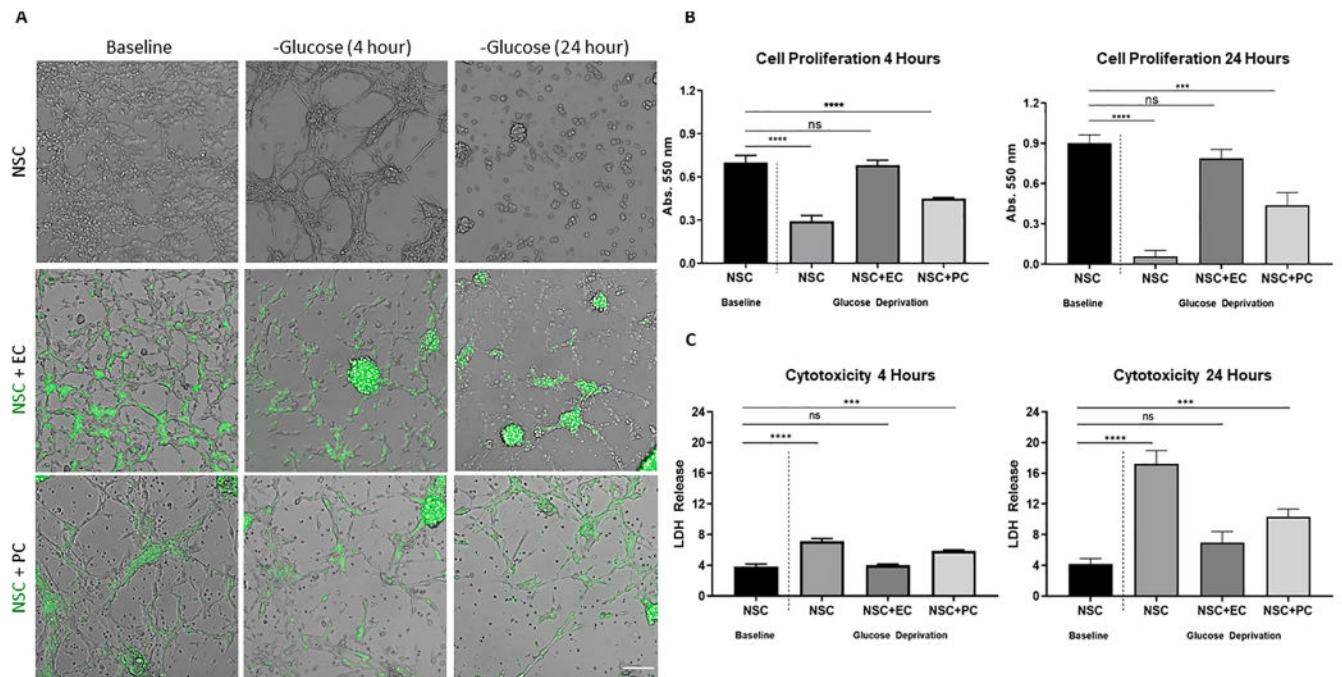 A
Baseline
-Glucose (4 hour)
-Glucose (24 hour)
NSC
NSC + EC
NSC + PC
B
Cell Proliferation 4 Hours
****
ns
****
Abs. 550 nm
0.0
0.3
0.6
0.9
1.2
NSC
NSC
NSC+EC
NSC+PC
Baseline
Glucose Deprivation
Cell Proliferation 24 Hours
***
ns
****
Abs. 550 nm
0.0
0.3
0.6
0.9
1.2
NSC
NSC
NSC+EC
NSC+PC
Baseline
Glucose Deprivation
C
Cytotoxicity 4 Hours
***
ns
****
LDH Release
0
4
8
12
16
20
24
NSC
NSC
NSC+EC
NSC+PC
Baseline
Glucose Deprivation
Cytotoxicity 24 Hours
***
ns
****
LDH Release
0
4
8
12
16
20
24
NSC
NSC
NSC+EC
NSC+PC
Baseline
Glucose Deprivation